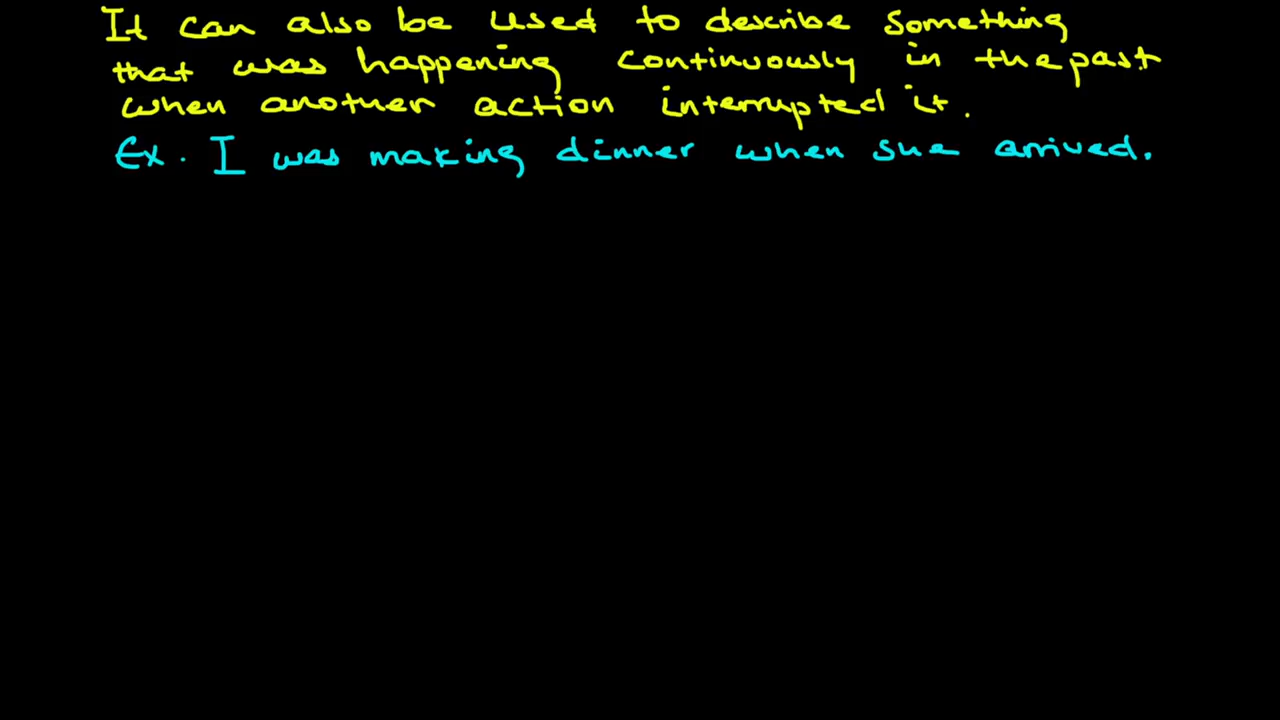 It can also be used to describe something
that was happening continuously in the past
when another action interrupted it.
Ex. I was making dinner when she arrived.